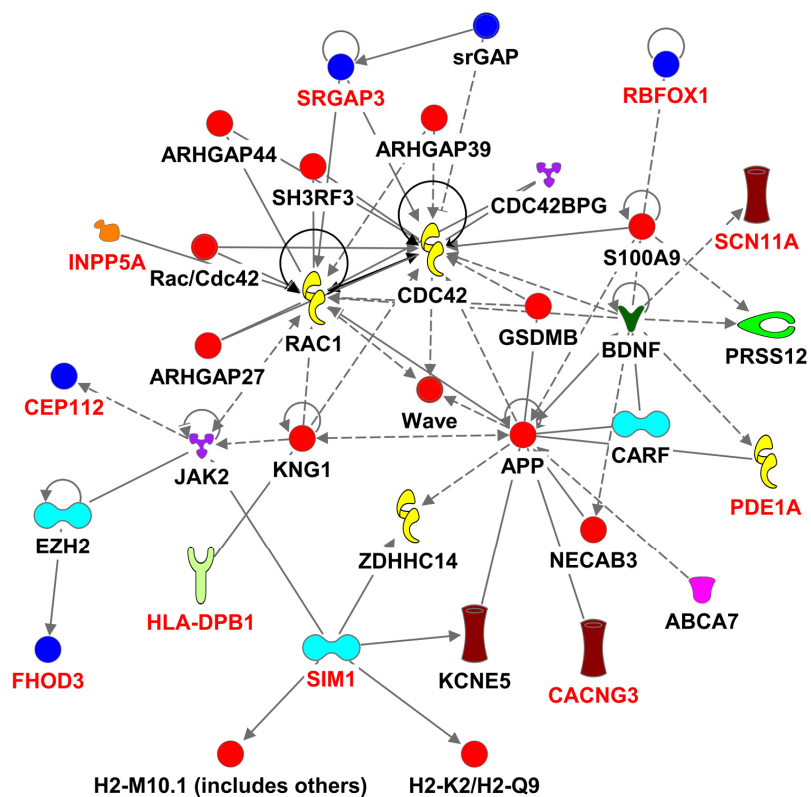 srGAP
SRGAP3
RBFOX1
ARHGAP44
ARHGAP39
SH3RF3
CDC42BPG
SCN11A
INPP5A
S100A9
Rac/Cdc42
CDC42
RAC1
GSDMB
BDNF
PRSS12
ARHGAP27
CEP112
Wave
JAK2
KNG1
APP
CARF
PDE1A
EZH2
ZDHHC14
NECAB3
HLA-DPB1
ABCA7
FHOD3
SIM1
KCNE5
CACNG3
H2-M10.1 (includes others)
H2-K2/H2-Q9